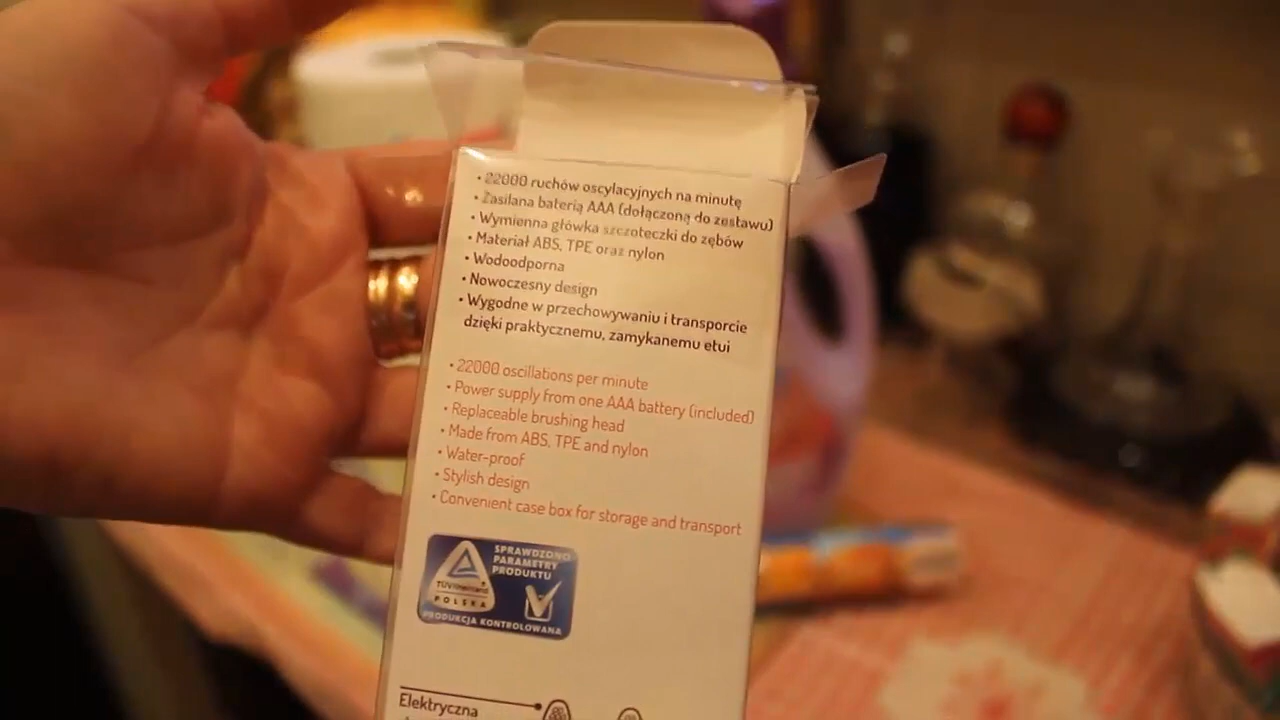 • 22000 ruchów oscylacyjnych na minutę
• Zasilana baterią AAA (dołączoną do zestawu)
• Wymienna główka szczoteczki do zębów
• Materiał ABS, TPE oraz nylon
• Wodoodporna
• Nowoczesny design
• Wygodne w przechowywaniu i transporcie
dzięki praktycznemu, zamykanemu etui
• 22000 oscillations per minute
• Power supply from one AAA battery (included)
• Replaceable brushing head
• Made from ABS, TPE and nylon
• Water-proof
• Stylish design
• Convenient case box for storage and transport
SPRAWDZONO
PARAMETRY
PRODUKTU
TÜVRheinland
POLSKA
PRODUKCJA KONTROLOWANA
Elektryczna